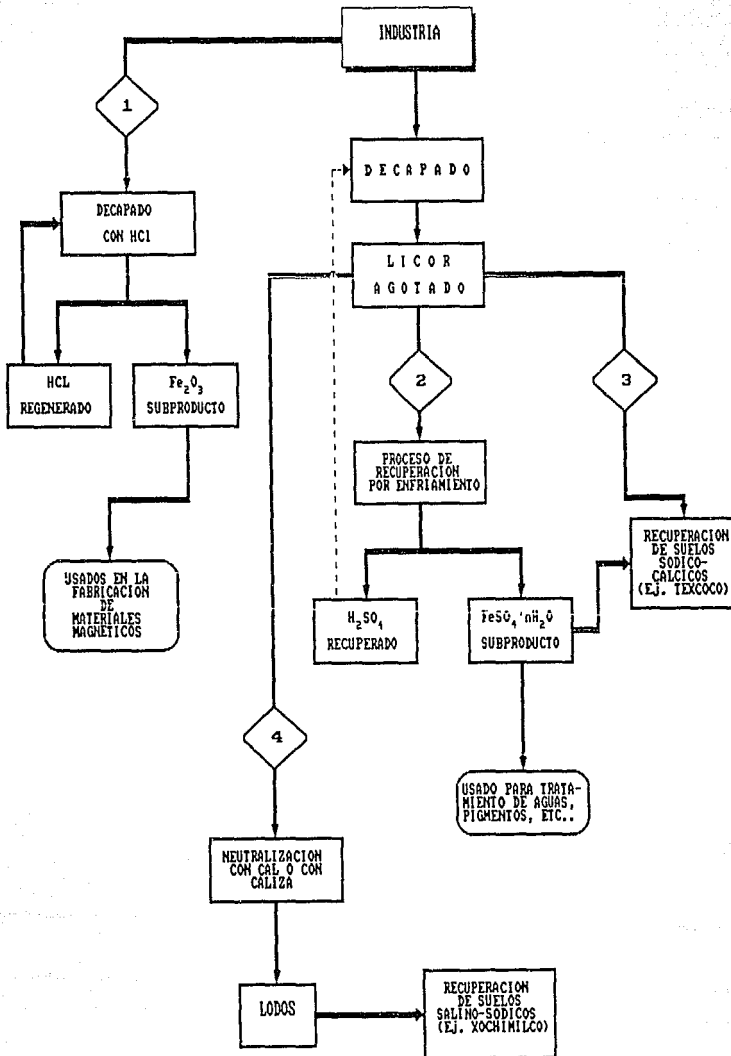 INDUSTRIA
1
DECAPADO
DECAPADO
CON HCl
LICOR
AGOTADO
HCL
REGENERADO
Fe₂O₃
SUBPRODUCTO
2
3
PROCESO DE
RECUPERACION
POR ENFRIAMIENTO
RECUPERACION
DE SUELOS
SODICO-
CALCICOS
(Ej. TEXCOCO)
USADOS EN LA
FABRICACION
DE
MATERIALES
MAGNETICOS
H₂SO₄
RECUPERADO
FeSO₄'nH₂O
SUBPRODUCTO
4
USADO PARA TRATA-
MIENTO DE AGUAS,
PIGMENTOS, ETC..
NEUTRALIZACION
CON CAL O CON
CALIZA
LODOS
RECUPERACION
DE SUELOS
SALINO-SODICOS
(Ej. XOCHIMILCO)